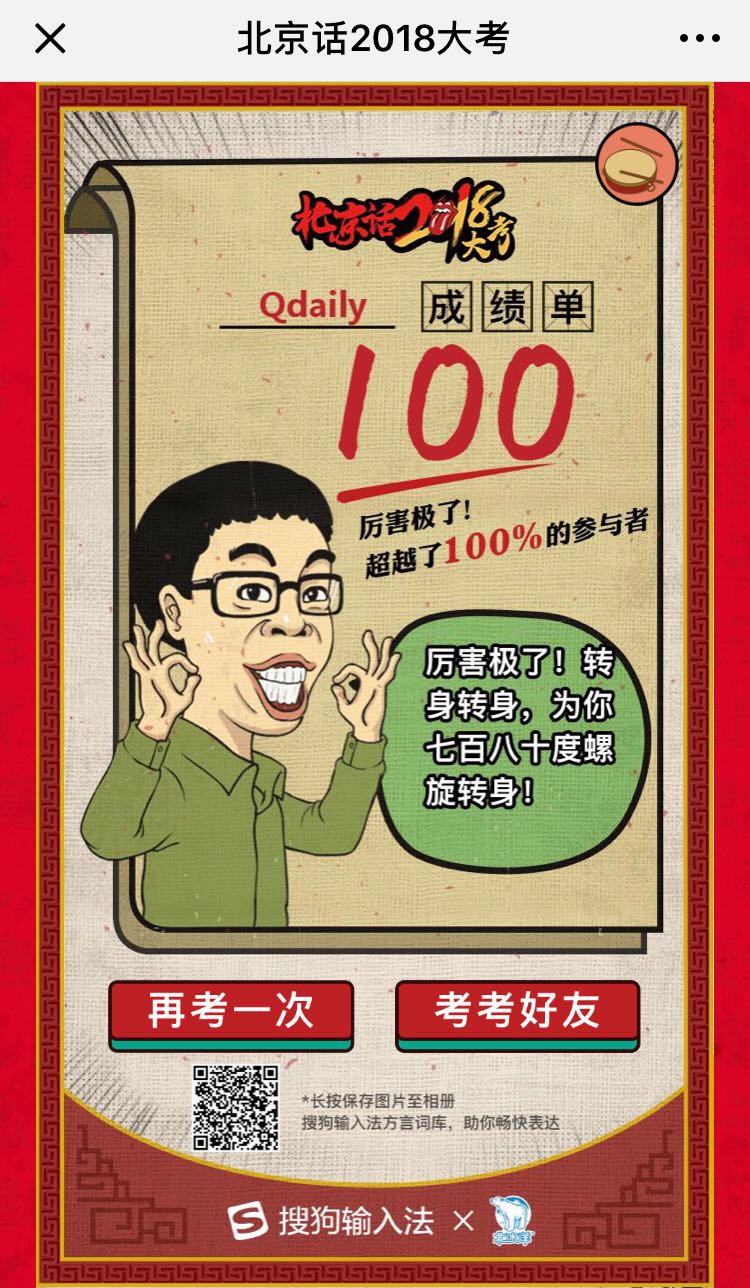 北京话2018大考
北京话2018大考
Qdaily 成绩单
100
厉害极了!
超越了100%的参与者
厉害极了!转
身转身,为你
七百八十度螺
旋转身!
再考一次 考考好友
*长按保存图片至相册
搜狗输入法方言词库,助你畅快表达
S 搜狗输入法 × 北冰洋